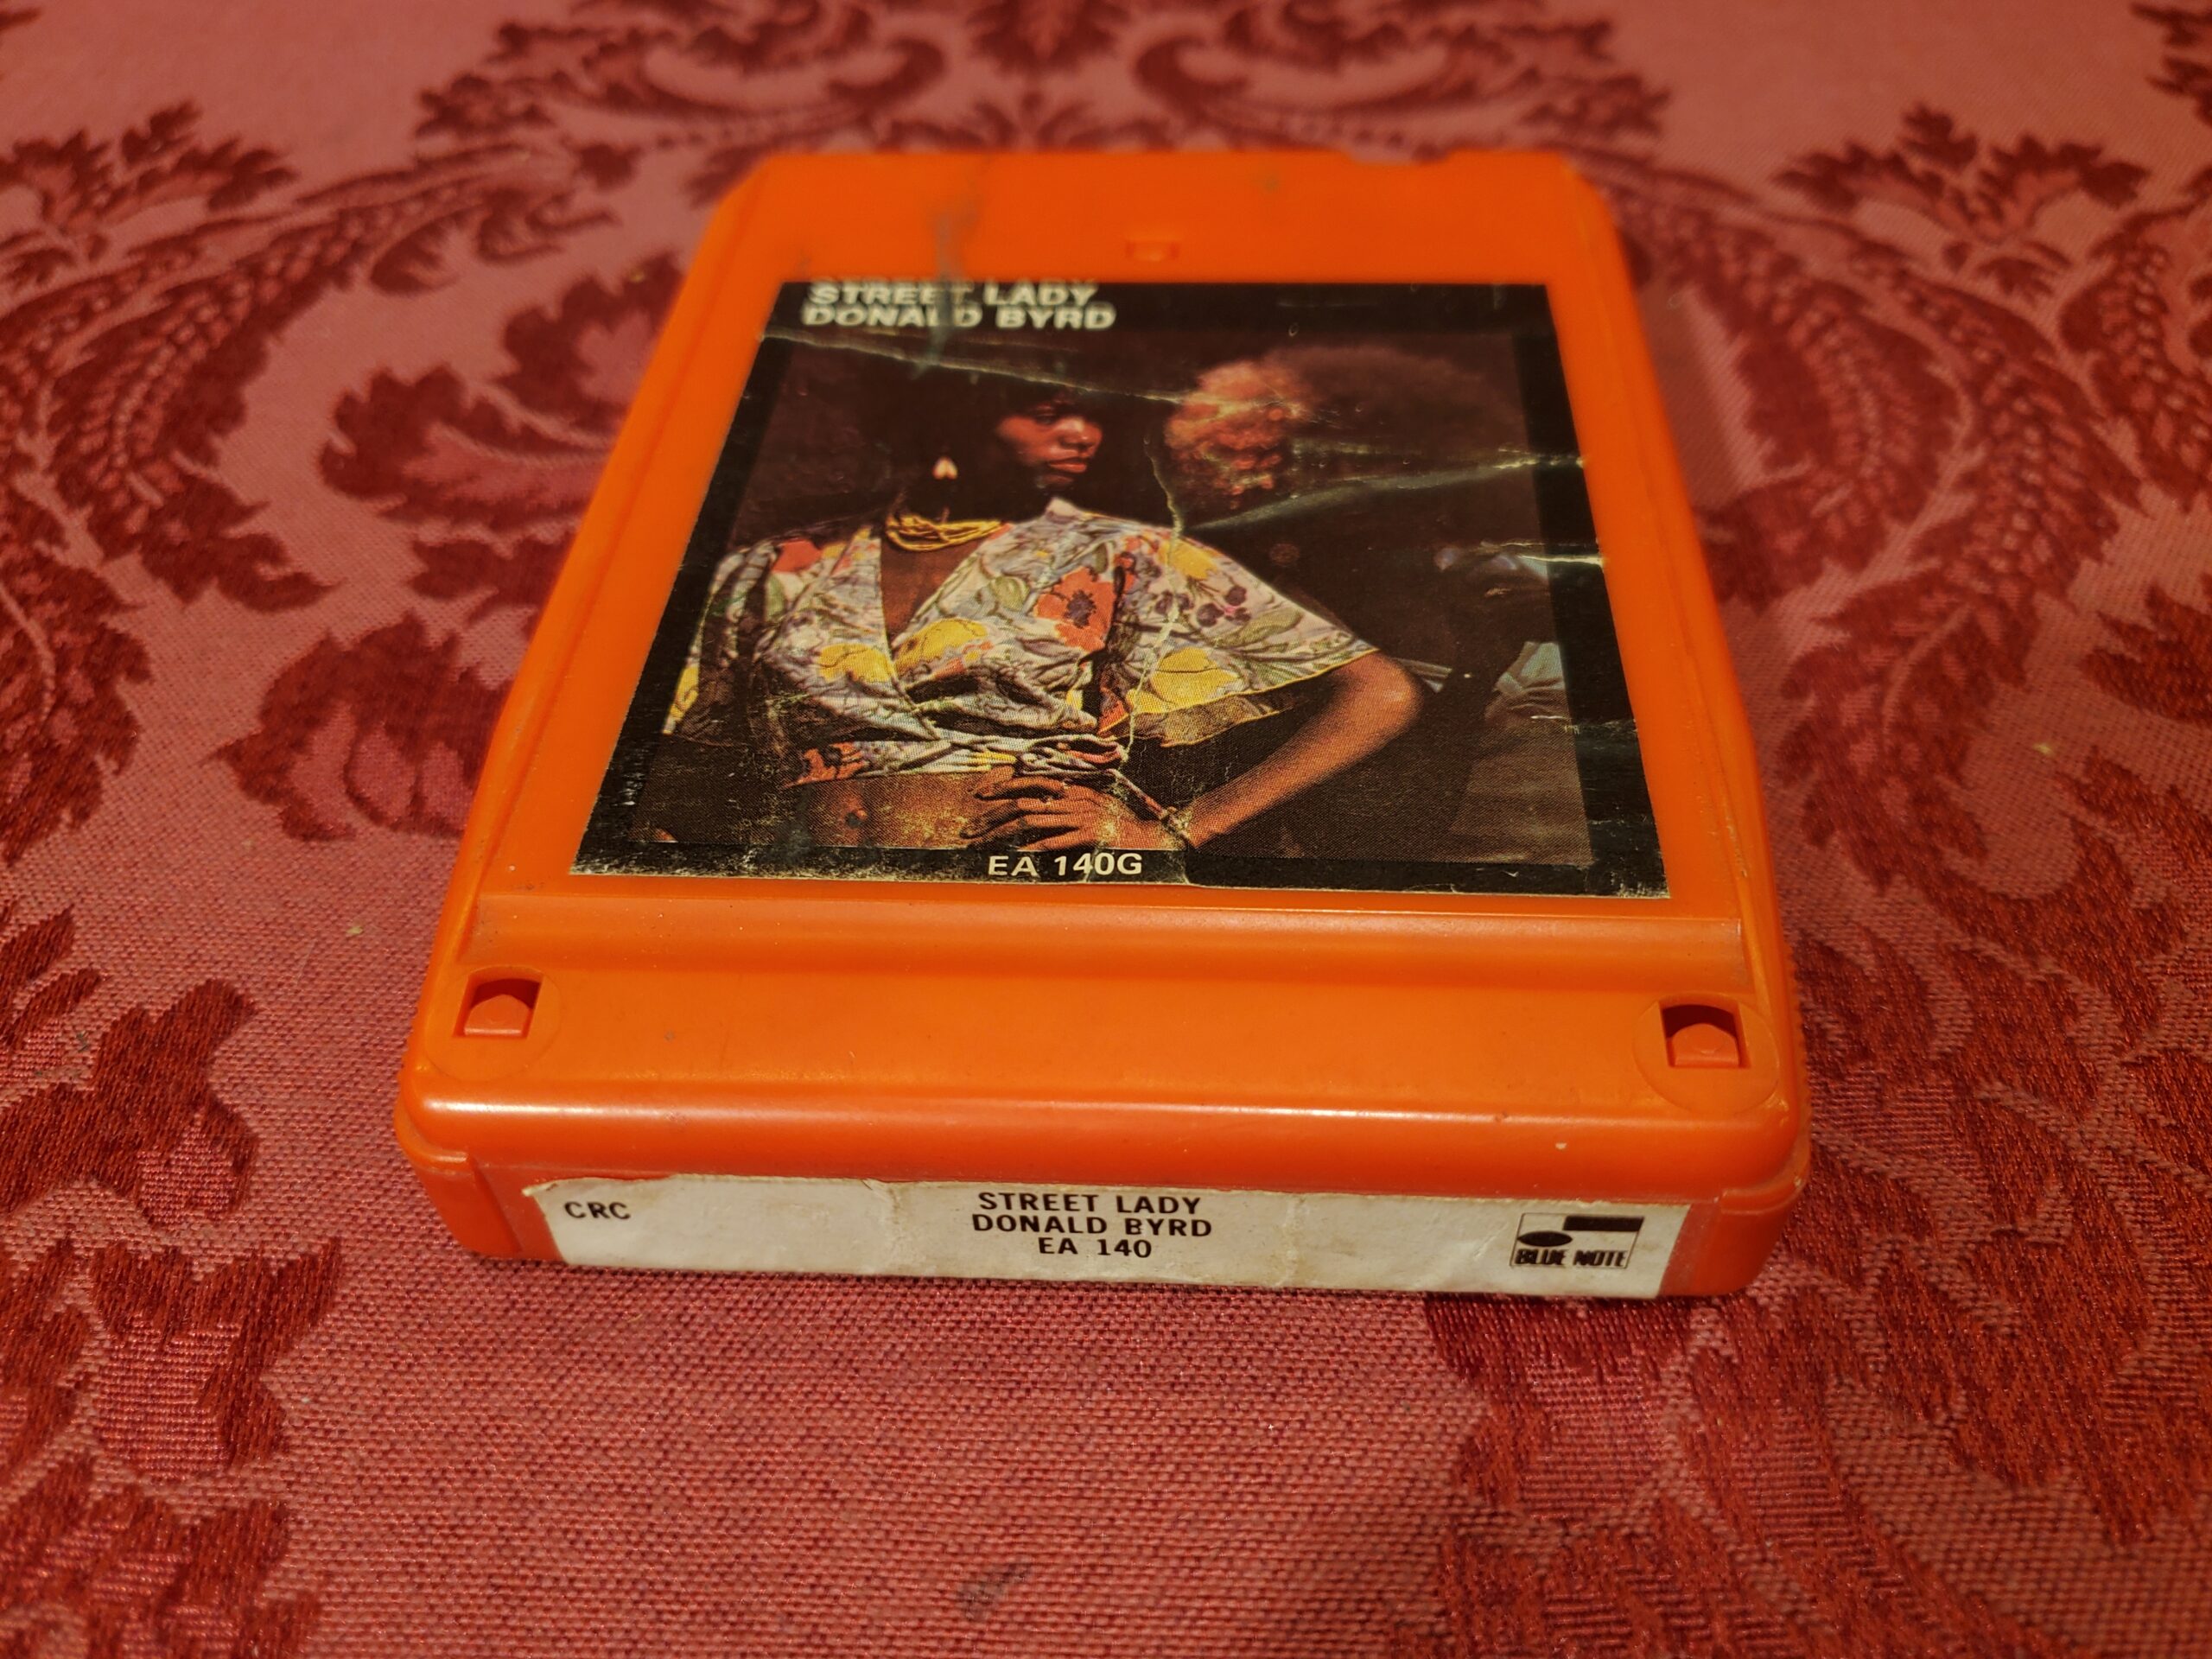 STREET LADY
DONALD BYRD
EA 140G
CRC
STREET LADY
DONALD BYRD
EA 140
BLUE NOTE